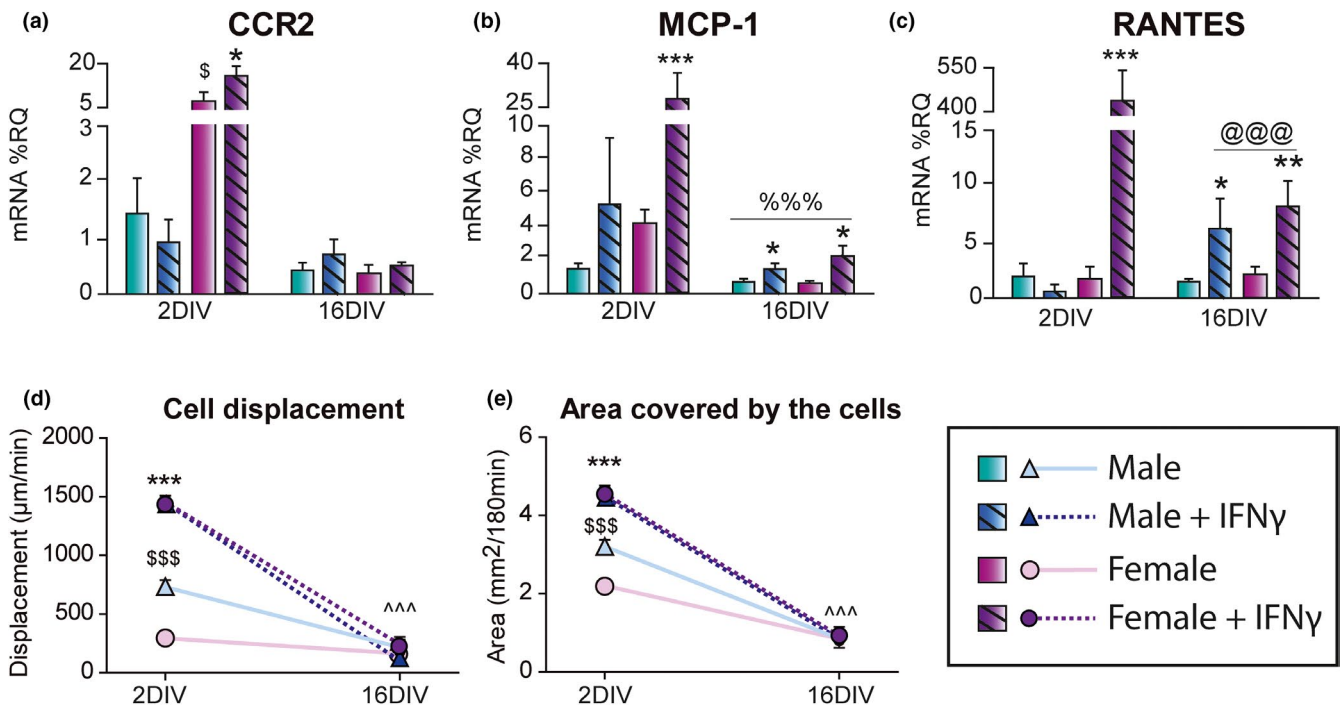 (a) CCR2
mRNA %RQ
20
5
3
2
1
0
$
*
2DIV 16DIV
(b) MCP-1
mRNA %RQ
40
25
10
8
6
4
2
0
***
%%%
* *
2DIV 16DIV
(c) RANTES
mRNA %RQ
550
400
15
10
5
0
***
@@@
* **
2DIV 16DIV
(d) Cell displacement
Displacement (μm/min)
2000
1500
1000
500
0
***
$$$
^^^
2DIV 16DIV
(e) Area covered by the cells
Area (mm2/180min)
6
4
2
0
***
$$$
^^^
2DIV 16DIV
Male
Male + IFNγ
Female
Female + IFNγ